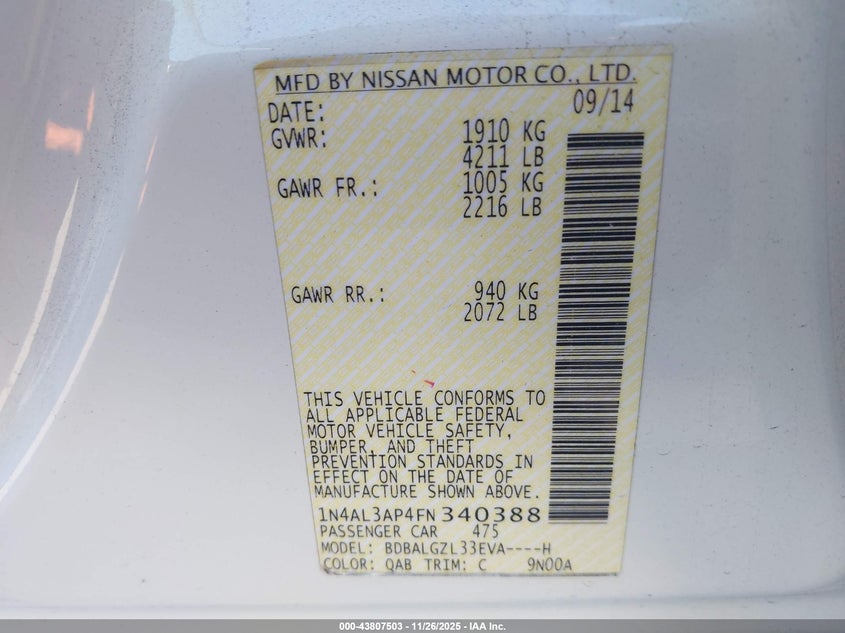 MFD BY NISSAN MOTOR CO., LTD.
DATE: 09/14
GVWR: 1910 KG
4211 LB
GAWR FR.: 1005 KG
2216 LB
GAWR RR.: 940 KG
2072 LB
THIS VEHICLE CONFORMS TO
ALL APPLICABLE FEDERAL
MOTOR VEHICLE SAFETY,
BUMPER, AND THEFT
PREVENTION STANDARDS IN
EFFECT ON THE DATE OF
MANUFACTURE SHOWN ABOVE.
1N4AL3AP4FN340388
PASSENGER CAR 475
MODEL: BDBALGZL33EVA----H
COLOR: QAB TRIM: C 9N00A
000-43807503 - 11/26/2025 - IAA Inc.